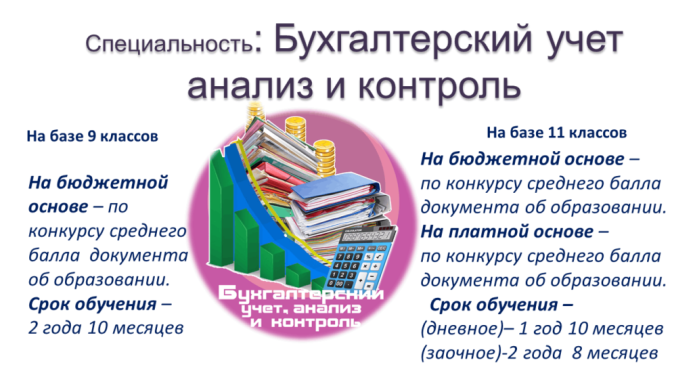 Специальность: Бухгалтерский учет
анализ и контроль
На базе 9 классов
На бюджетной
основе – по
конкурсу среднего
балла документа
об образовании.
Срок обучения –
2 года 10 месяцев
Бухгалтерский
учет, анализ
и контроль
На базе 11 классов
На бюджетной основе –
по конкурсу среднего балла
документа об образовании.
На платной основе –
по конкурсу среднего балла
документа об образовании.
Срок обучения –
(дневное)– 1 год 10 месяцев
(заочное)-2 года 8 месяцев